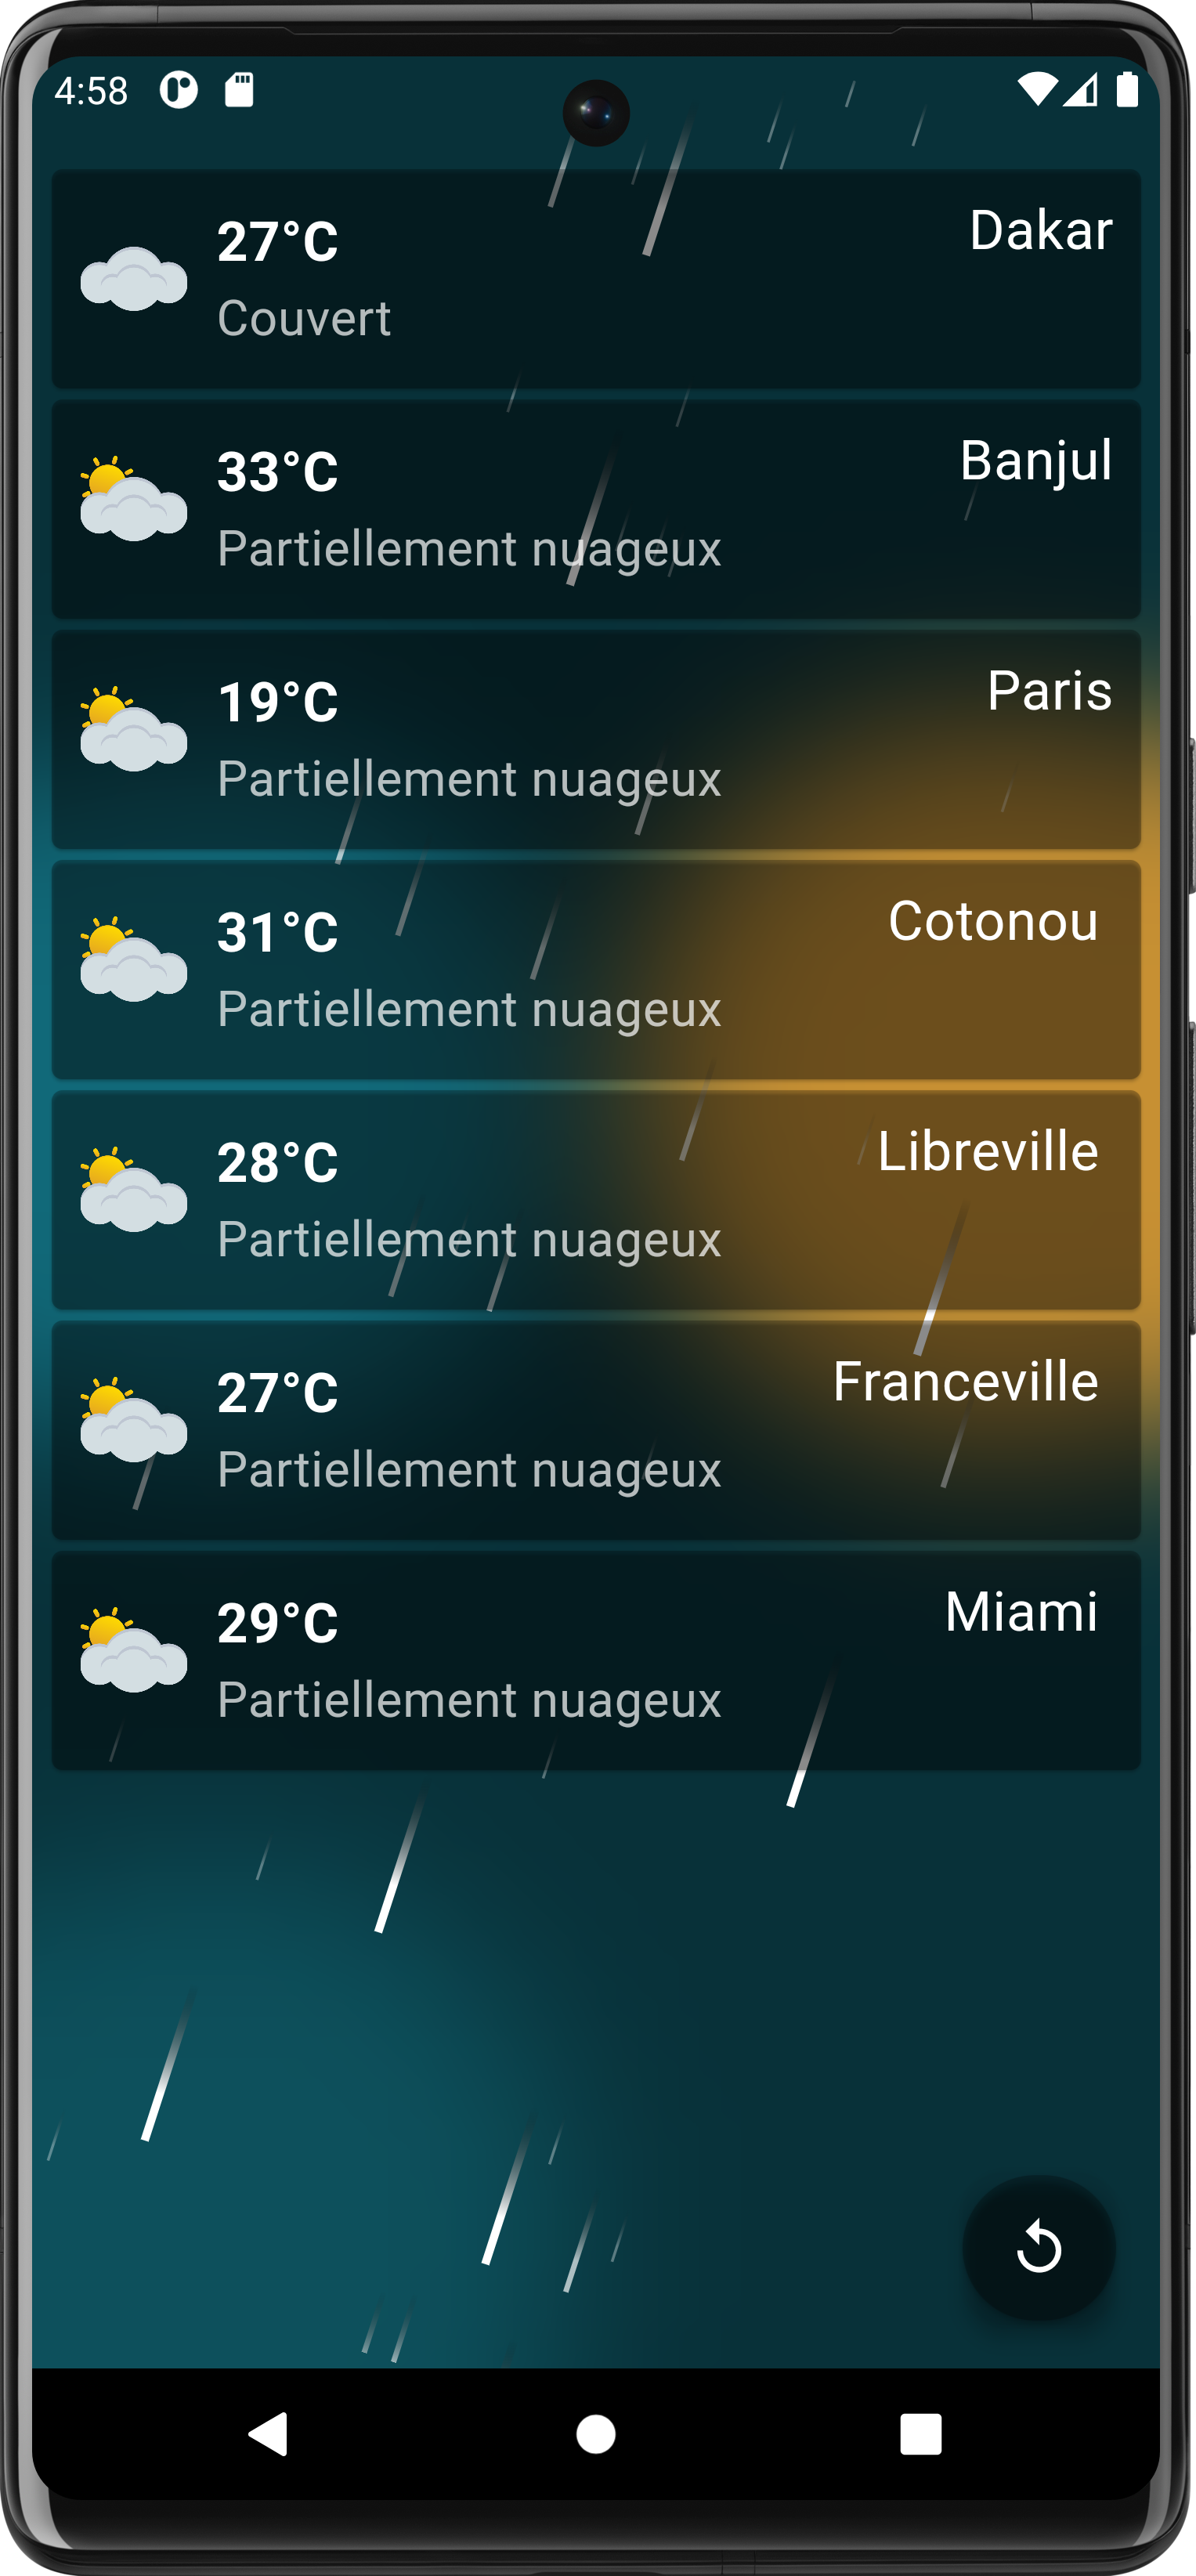 4:58
27°C
Dakar
Couvert
33°C
Banjul
Partiellement nuageux
19°C
Paris
Partiellement nuageux
31°C
Cotonou
Partiellement nuageux
28°C
Libreville
Partiellement nuageux
27°C
Franceville
Partiellement nuageux
29°C
Miami
Partiellement nuageux